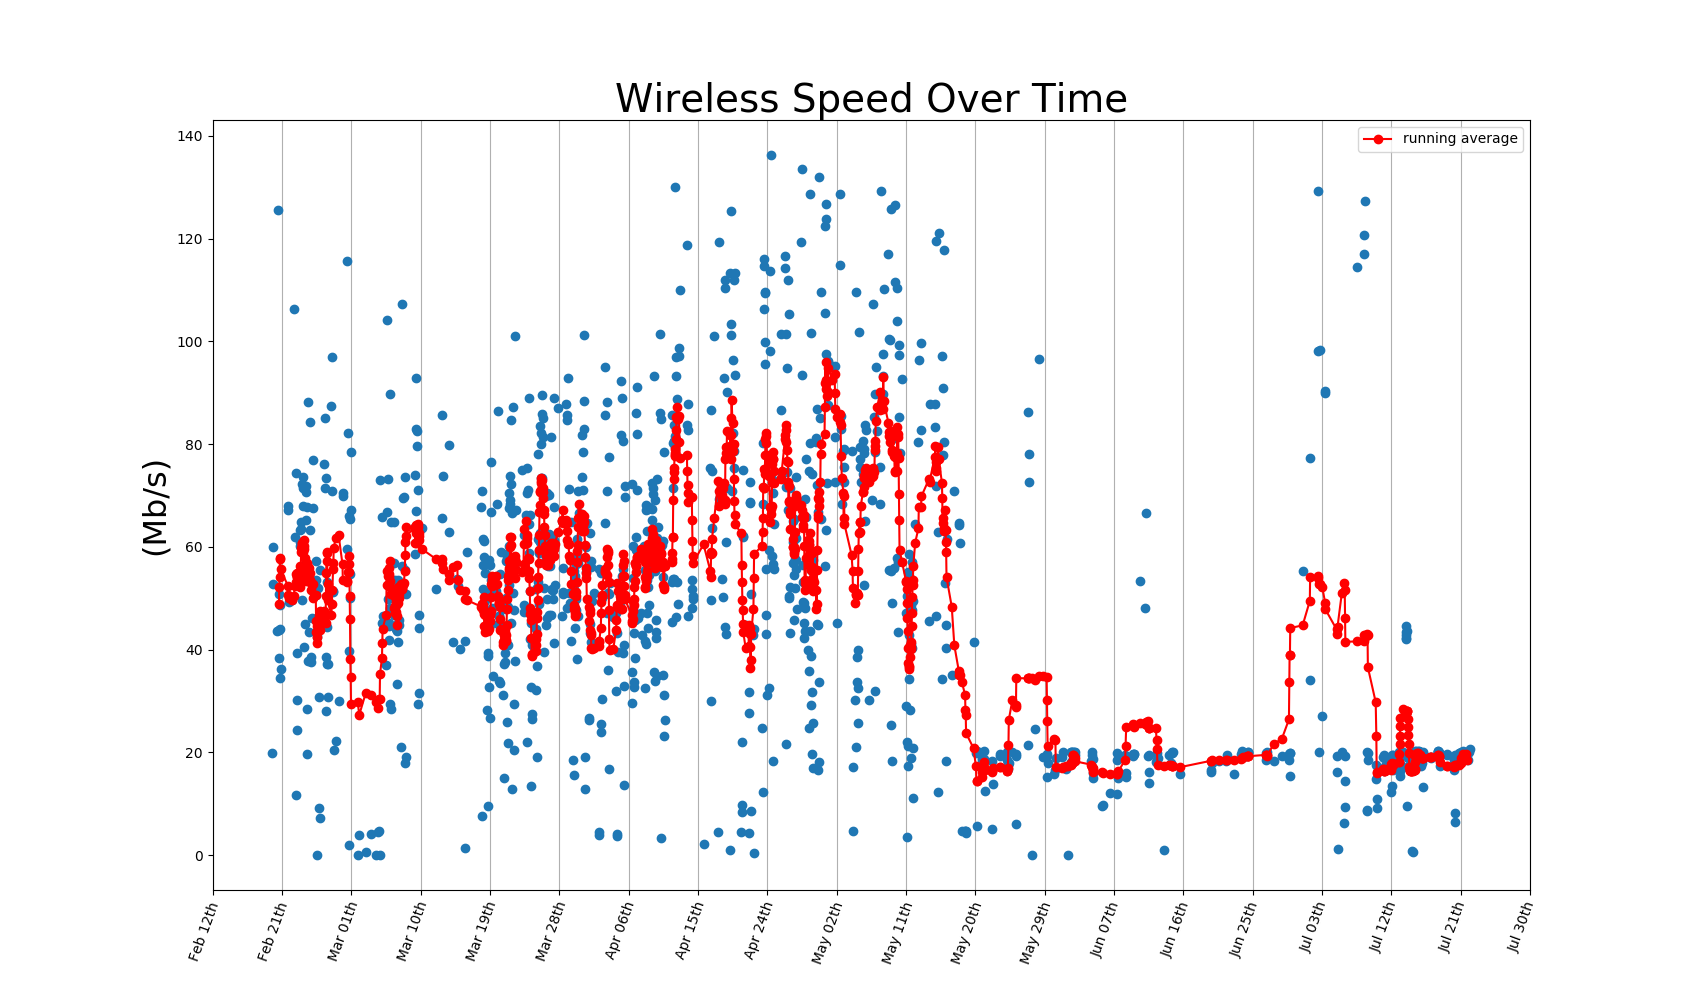 Wireless Speed Over Time
running average
(Mb/s)
140
120
100
80
60
40
20
0
Feb 12th
Feb 21th
Mar 01th
Mar 10th
Mar 19th
Mar 28th
Apr 06th
Apr 15th
Apr 24th
May 02th
May 11th
May 20th
May 29th
Jun 07th
Jun 16th
Jun 25th
Jul 03th
Jul 12th
Jul 21th
Jul 30th